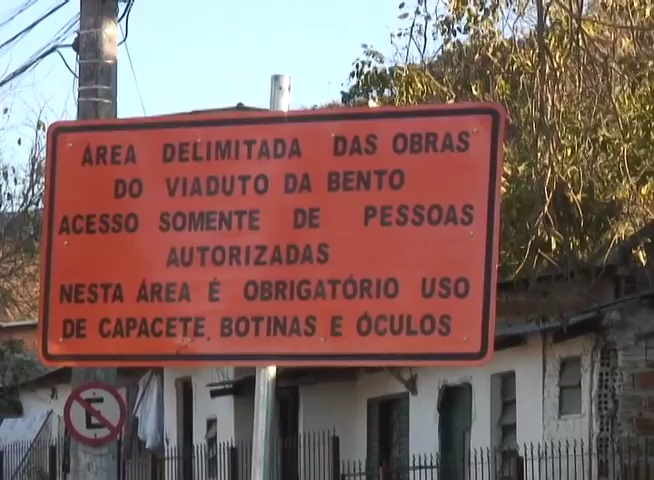 ÁREA DELIMITADA DAS OBRAS
DO VIADUTO DA BENTO
ACESSO SOMENTE DE PESSOAS
AUTORIZADAS
NESTA ÁREA É OBRIGATÓRIO USO
DE CAPACETE, BOTINAS E ÓCULOS
E